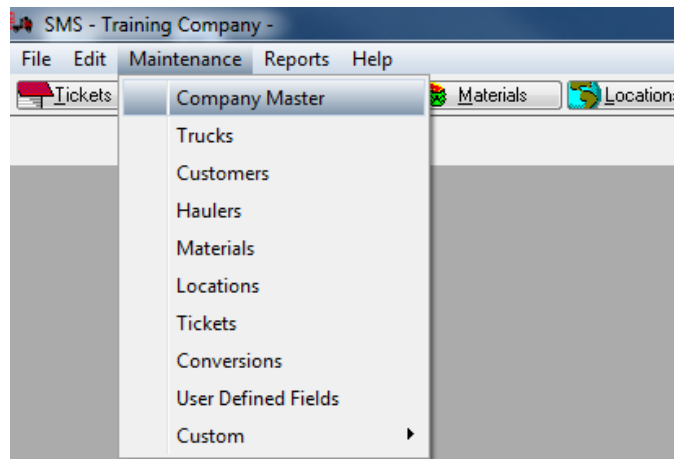 SMS - Training Company -
File Edit Maintenance Reports Help
Tickets Materials Locations
Company Master
Trucks
Customers
Haulers
Materials
Locations
Tickets
Conversions
User Defined Fields
Custom